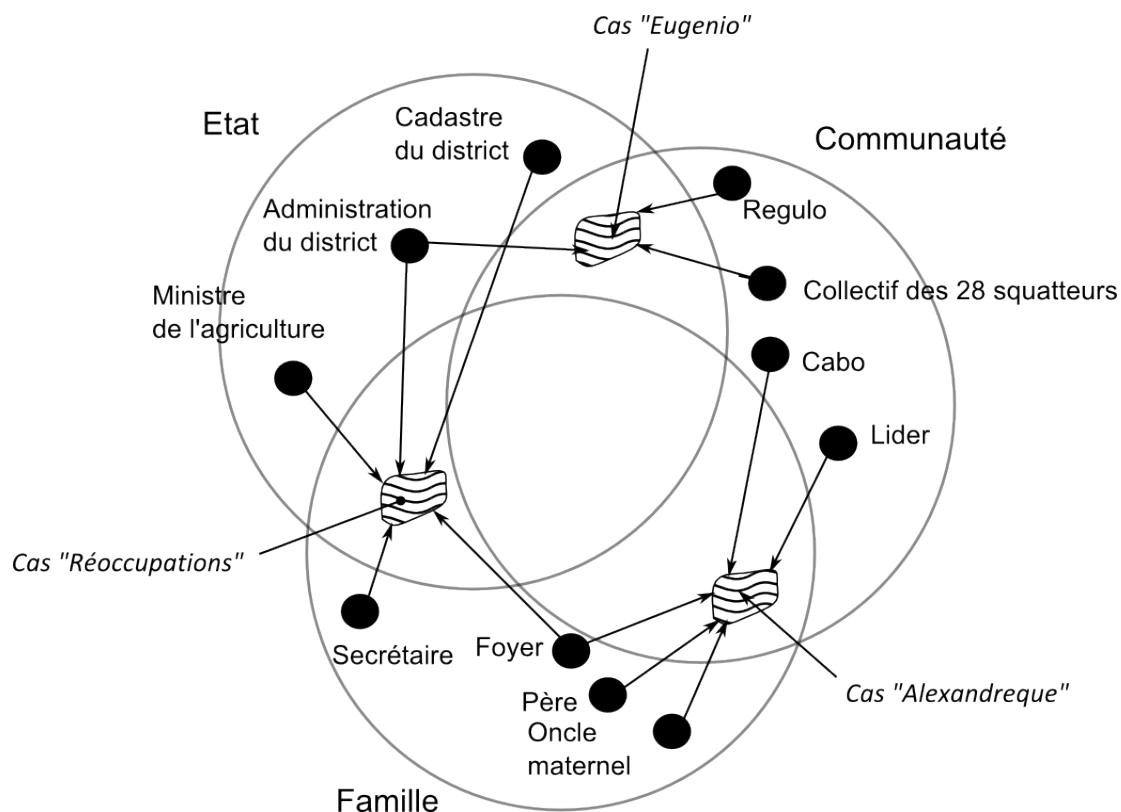 Cas "Eugenio"
Etat
Cadastre
du district
Communauté
Regulo
Administration
du district
Collectif des 28 squatteurs
Ministre
de l'agriculture
Cabo
Lider
Cas "Réoccupations"
Secrétaire
Foyer
Cas "Alexandreque"
Père
Oncle
maternel
Famille